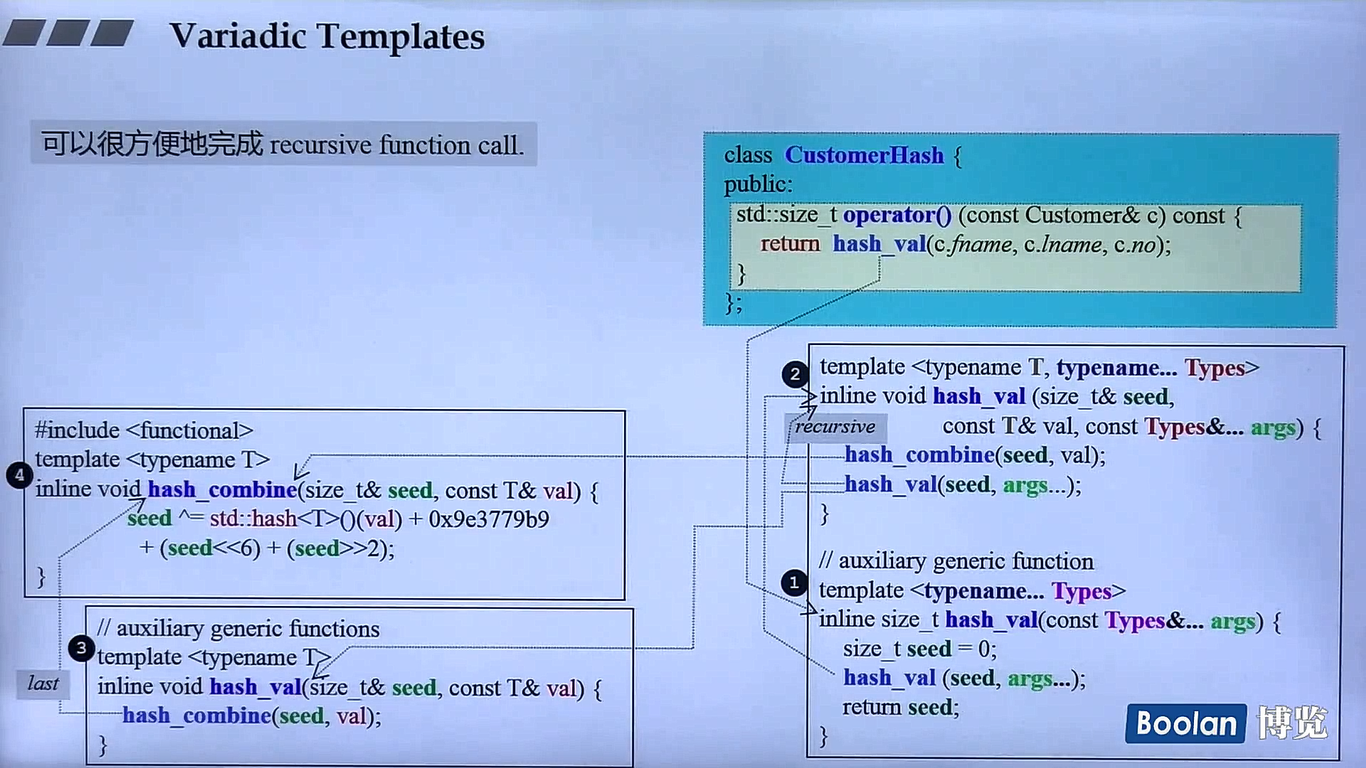 Variadic Templates
可以很方便地完成 recursive function call.
class CustomerHash {
public:
std::size_t operator() (const Customer& c) const {
return hash_val(c.fname, c.lname, c.no);
}
};
2
template <typename T, typename... Types>
inline void hash_val (size_t& seed,
const T& val, const Types&... args) {
recursive
hash_combine(seed, val);
hash_val(seed, args...);
}
// auxiliary generic function
1
template <typename... Types>
inline size_t hash_val(const Types&... args) {
size_t seed = 0;
hash_val (seed, args...);
return seed;
}
#include <functional>
template <typename T>
4
inline void hash_combine(size_t& seed, const T& val) {
seed ^= std::hash<T>()(val) + 0x9e3779b9
+ (seed<<6) + (seed>>2);
}
// auxiliary generic functions
3
template <typename T>
last
inline void hash_val(size_t& seed, const T& val) {
hash_combine(seed, val);
}
Boolan 博览